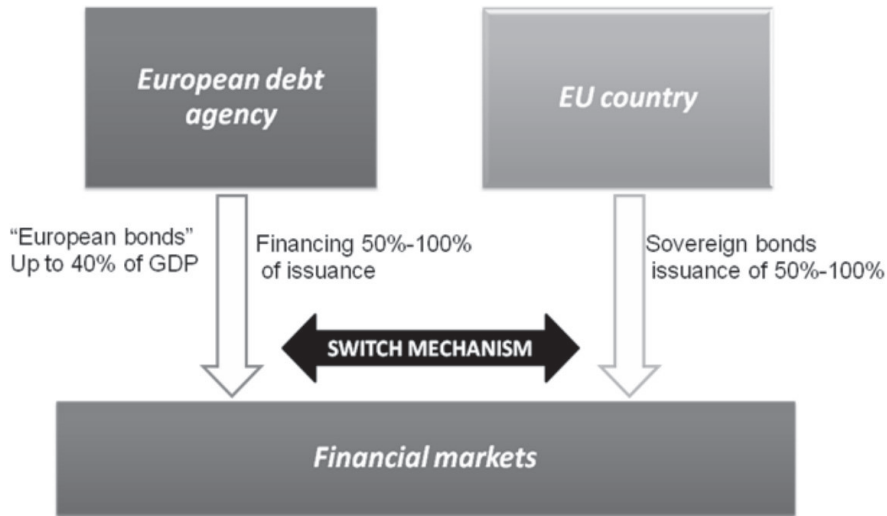 European debt
agency
EU country
“European bonds”
Up to 40% of GDP
Financing 50%-100%
of issuance
Sovereign bonds
issuance of 50%-100%
SWITCH MECHANISM
Financial markets